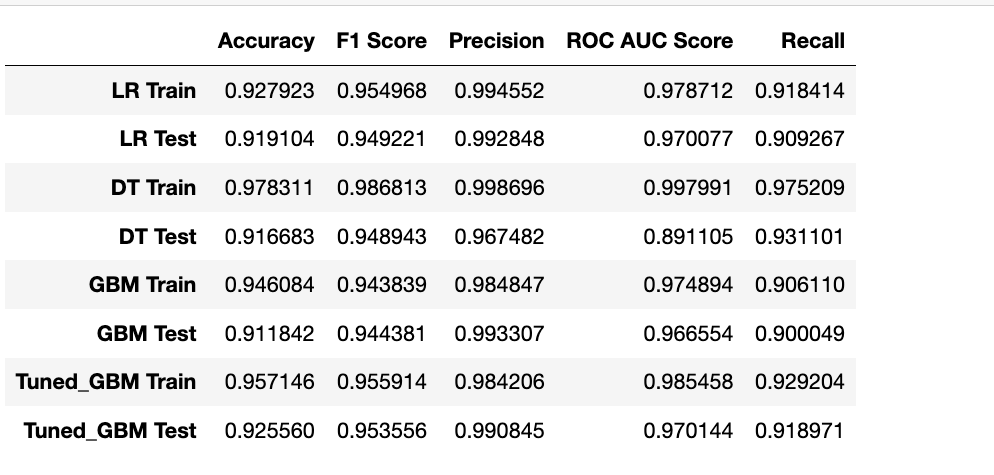 Accuracy F1 Score Precision ROC AUC Score Recall
LR Train 0.927923 0.954968 0.994552 0.978712 0.918414
LR Test 0.919104 0.949221 0.992848 0.970077 0.909267
DT Train 0.978311 0.986813 0.998696 0.997991 0.975209
DT Test 0.916683 0.948943 0.967482 0.891105 0.931101
GBM Train 0.946084 0.943839 0.984847 0.974894 0.906110
GBM Test 0.911842 0.944381 0.993307 0.966554 0.900049
Tuned_GBM Train 0.957146 0.955914 0.984206 0.985458 0.929204
Tuned_GBM Test 0.925560 0.953556 0.990845 0.970144 0.918971